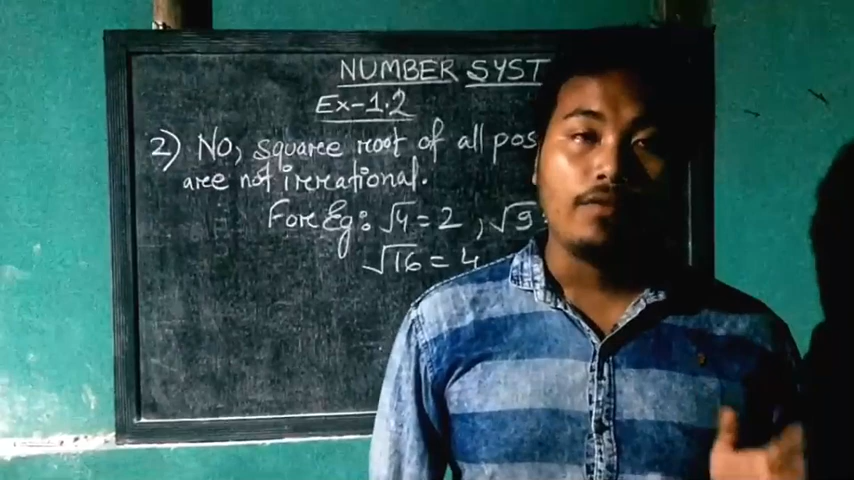 NUMBER SYST
Ex-1.2
2) No, square root of all pos
are not irrational.
For Eg: √4 = 2, √9
√16 = 4